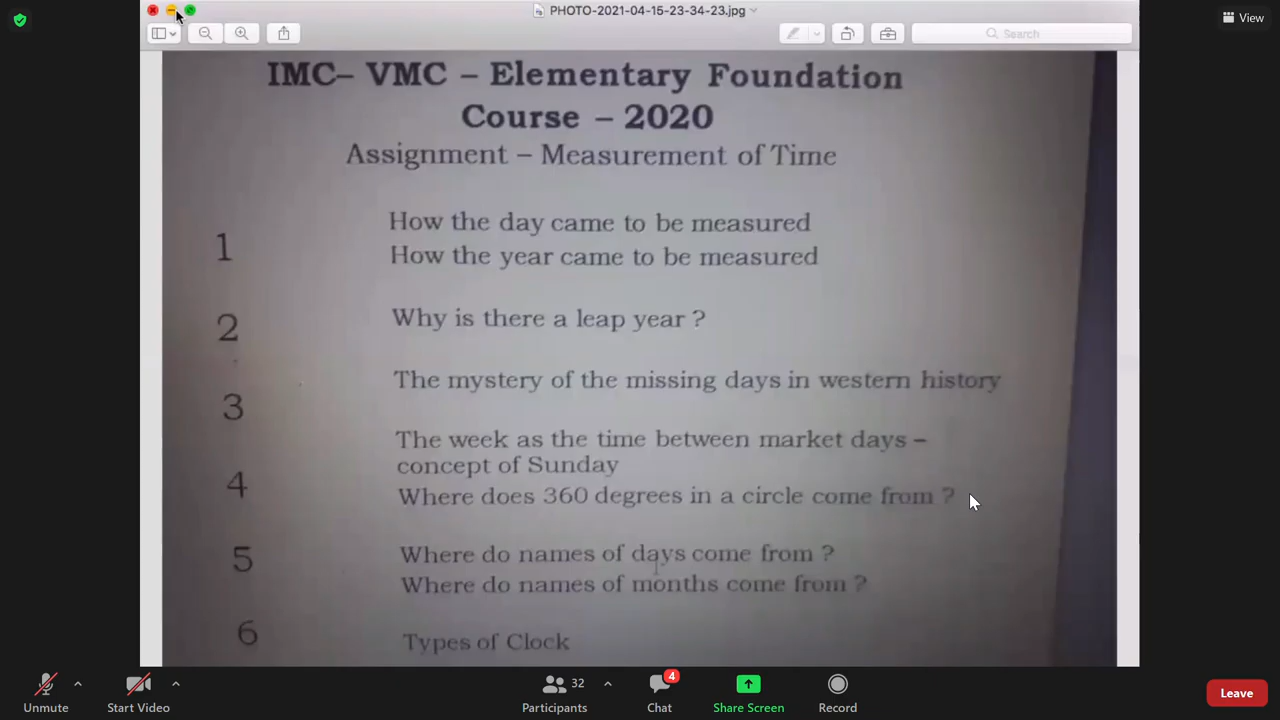 PHOTO-2021-04-15-23-34-23.jpg
View
Search
IMC– VMC – Elementary Foundation
Course – 2020
Assignment – Measurement of Time
1
How the day came to be measured
How the year came to be measured
2
Why is there a leap year ?
3
The mystery of the missing days in western history
4
The week as the time between market days –
concept of Sunday
Where does 360 degrees in a circle come from ?
5
Where do names of days come from ?
Where do names of months come from ?
6
Types of Clock
Unmute
Start Video
32
Participants
4
Chat
Share Screen
Record
Leave